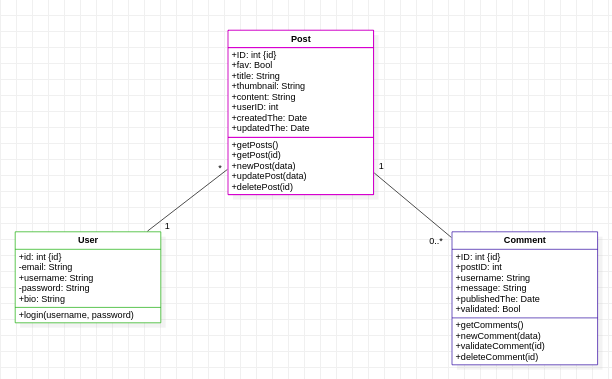 Post
+ID: int {id}
+fav: Bool
+title: String
+thumbnail: String
+content: String
+userID: int
+createdThe: Date
+updatedThe: Date
+getPosts()
+getPost(id)
+newPost(data)
+updatePost(data)
+deletePost(id)
*
1
1
0..*
User
+id: int {id}
-email: String
+username: String
-password: String
+bio: String
+login(username, password)
Comment
+ID: int {id}
+postID: int
+username: String
+message: String
+publishedThe: Date
+validated: Bool
+getComments()
+newComment(data)
+validateComment(id)
+deleteComment(id)